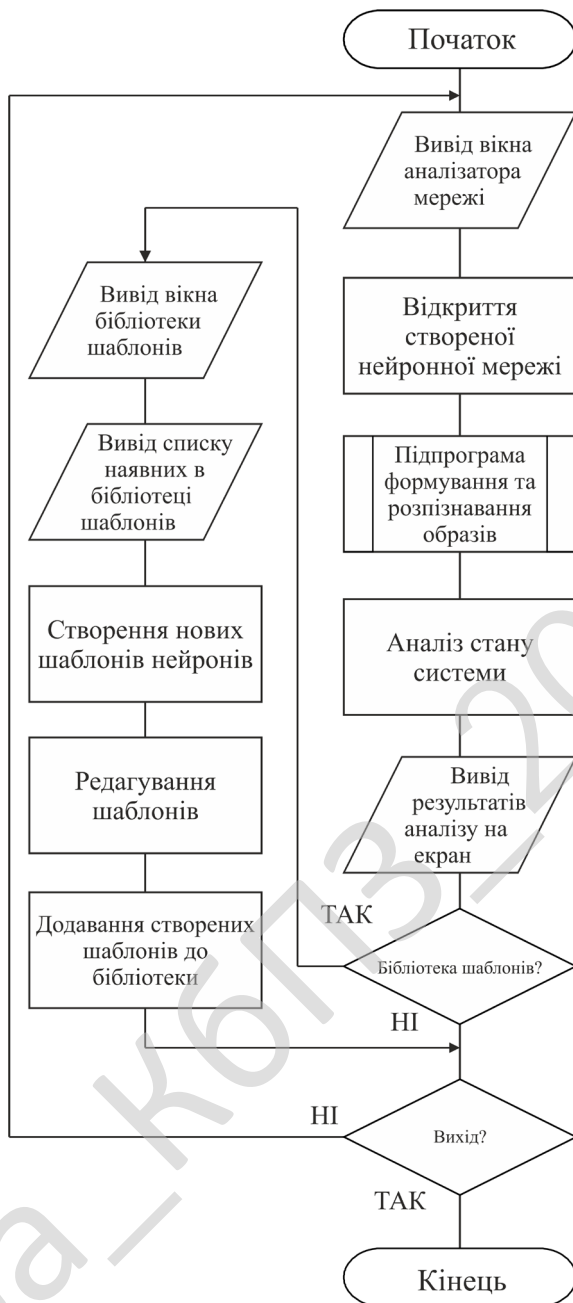 Початок
Вивід вікна
аналізатора
мережі
Відкриття
створеної
нейронної мережі
Підпрограма
формування та
розпізнавання
образів
Аналіз стану
системи
Вивід
результатів
аналізу на
екран
Бібліотека шаблонів?
ТАК
НІ
Вивід вікна
бібліотеки
шаблонів
Вивід списку
наявних в
бібліотеці
шаблонів
Створення нових
шаблонів нейронів
Редагування
шаблонів
Додавання створених
шаблонів до
бібліотеки
Вихід?
НІ
ТАК
Кінець
а_КбПЗ_20